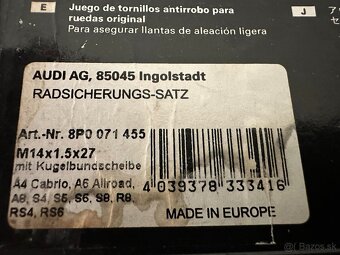 E
Juego de tornillos antirrobo para
ruedas original
Para asegurar llantas de aleación ligera
J
AUDI AG, 85045 Ingolstadt
RADSICHERUNGS-SATZ
Art.-Nr. 8P0 071 455
M14x1.5x27
mit Kugelbundscheibe
A4 Cabrio, A6 Allroad,
A8, S4, S5, S6, S8, R8,
RS4, RS6
4 039378 333416
MADE IN EUROPE
bazos.sk